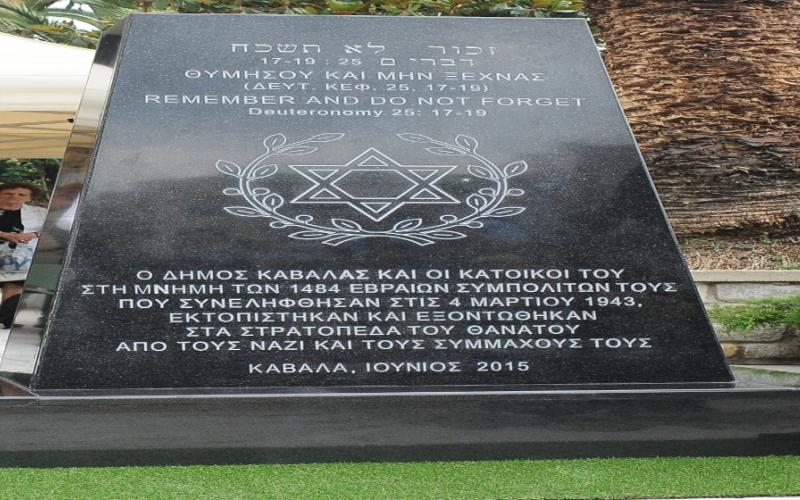 זכור לא תשכח
דברים 25 : 17-19
ΘΥΜΗΣΟΥ ΚΑΙ ΜΗΝ ΞΕΧΝΑΣ
(ΔΕΥΤ. ΚΕΦ. 25, 17-19)
REMEMBER AND DO NOT FORGET
Deuteronomy 25: 17-19
Ο ΔΗΜΟΣ ΚΑΒΑΛΑΣ ΚΑΙ ΟΙ ΚΑΤΟΙΚΟΙ ΤΟΥ
ΣΤΗ ΜΝΗΜΗ ΤΩΝ 1484 ΕΒΡΑΙΩΝ ΣΥΜΠΟΛΙΤΩΝ ΤΟΥΣ
ΠΟΥ ΣΥΝΕΛΗΦΘΗΣΑΝ ΣΤΙΣ 4 ΜΑΡΤΙΟΥ 1943,
ΕΚΤΟΠΙΣΤΗΚΑΝ ΚΑΙ ΕΞΟΝΤΩΘΗΚΑΝ
ΣΤΑ ΣΤΡΑΤΟΠΕΔΑ ΤΟΥ ΘΑΝΑΤΟΥ
ΑΠΟ ΤΟΥΣ ΝΑΖΙ ΚΑΙ ΤΟΥΣ ΣΥΜΜΑΧΟΥΣ ΤΟΥΣ
ΚΑΒΑΛΑ, ΙΟΥΝΙΟΣ 2015